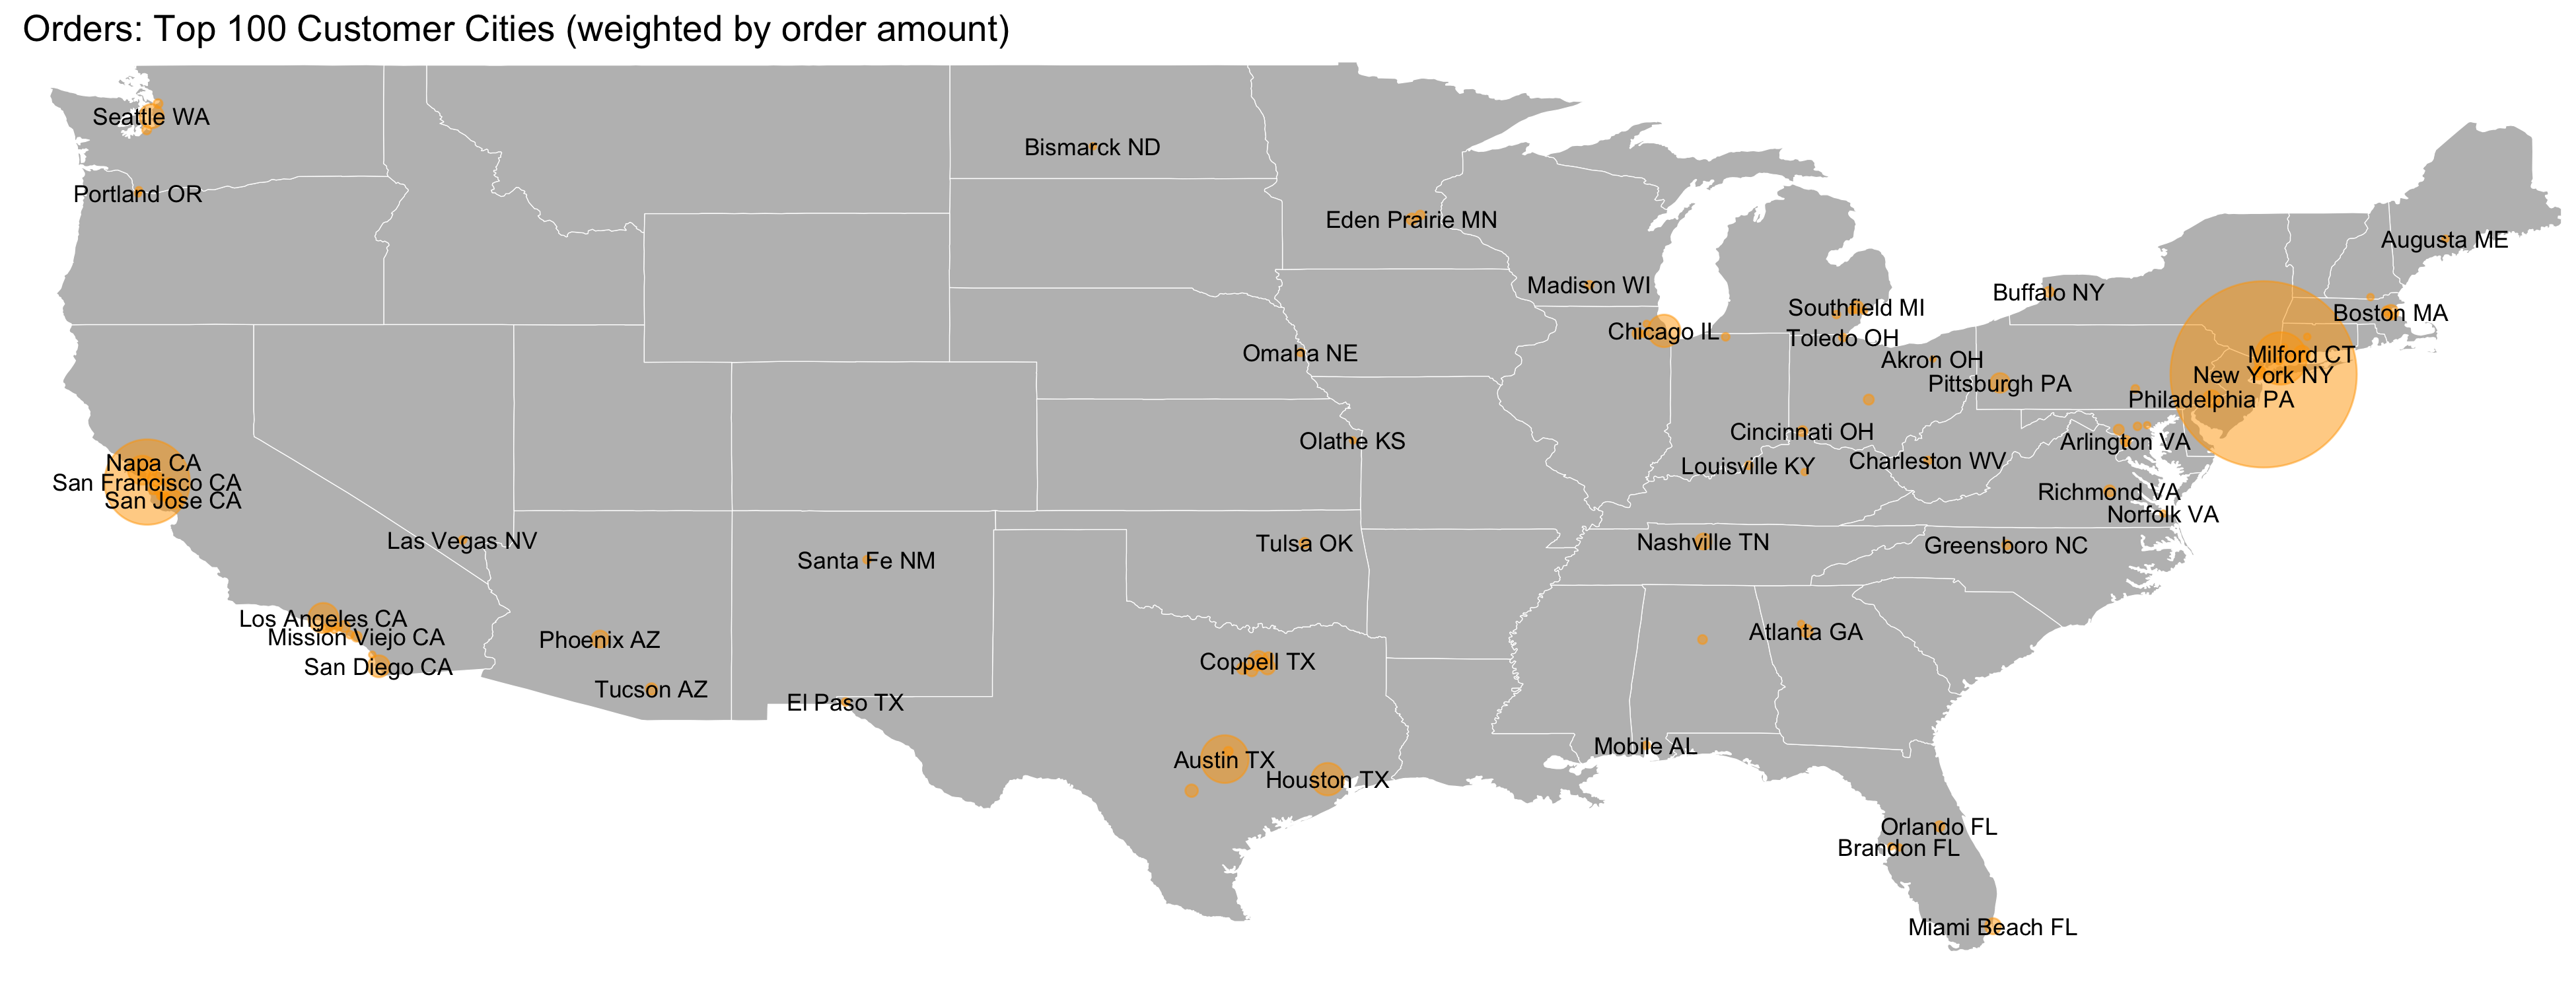 Orders: Top 100 Customer Cities (weighted by order amount)
Seattle WA
Bismarck ND
Portland OR
Eden Prairie MN
Augusta ME
Madison WI
Buffalo NY
Southfield MI
Boston MA
Chicago IL
Toledo OH
Omaha NE
Milford CT
Akron OH
New York NY
Pittsburgh PA
Philadelphia PA
Cincinnati OH
Olathe KS
Arlington VA
Napa CA
Charleston WV
Louisville KY
San Francisco CA
Richmond VA
San Jose CA
Norfolk VA
Las Vegas NV
Nashville TN
Tulsa OK
Greensboro NC
Santa Fe NM
Los Angeles CA
Atlanta GA
Mission Viejo CA
Phoenix AZ
Coppell TX
San Diego CA
Tucson AZ
El Paso TX
Mobile AL
Austin TX
Houston TX
Orlando FL
Brandon FL
Miami Beach FL